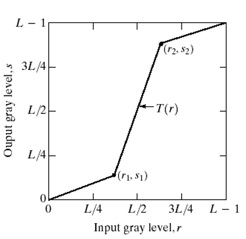 L − 1
(r₂, s₂)
3L/4
Ouput gray level, s
L/2
T(r)
L/4
(r₁, s₁)
0
0 L/4 L/2 3L/4 L − 1
Input gray level, r